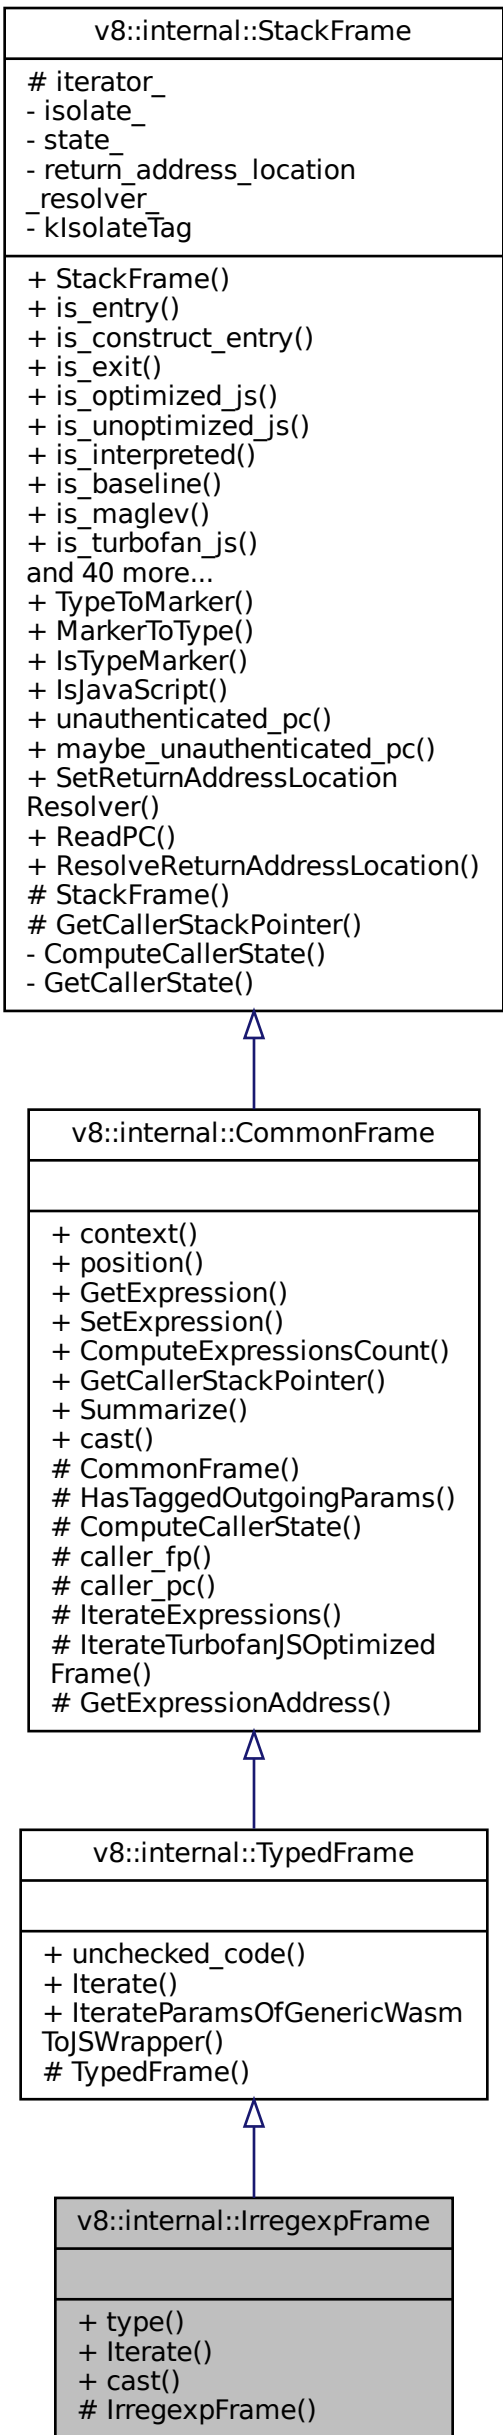 v8::internal::StackFrame
# iterator_
- isolate_
- state_
- return_address_location
_resolver_
- kIsolateTag
+ StackFrame()
+ is_entry()
+ is_construct_entry()
+ is_exit()
+ is_optimized_js()
+ is_unoptimized_js()
+ is_interpreted()
+ is_baseline()
+ is_maglev()
+ is_turbofan_js()
and 40 more...
+ TypeToMarker()
+ MarkerToType()
+ IsTypeMarker()
+ IsJavaScript()
+ unauthenticated_pc()
+ maybe_unauthenticated_pc()
+ SetReturnAddressLocation
Resolver()
+ ReadPC()
+ ResolveReturnAddressLocation()
# StackFrame()
# GetCallerStackPointer()
- ComputeCallerState()
- GetCallerState()
v8::internal::CommonFrame
+ context()
+ position()
+ GetExpression()
+ SetExpression()
+ ComputeExpressionsCount()
+ GetCallerStackPointer()
+ Summarize()
+ cast()
# CommonFrame()
# HasTaggedOutgoingParams()
# ComputeCallerState()
# caller_fp()
# caller_pc()
# IterateExpressions()
# IterateTurbofanJSOptimized
Frame()
# GetExpressionAddress()
v8::internal::TypedFrame
+ unchecked_code()
+ Iterate()
+ IterateParamsOfGenericWasm
ToJSWrapper()
# TypedFrame()
v8::internal::IrregexpFrame
+ type()
+ Iterate()
+ cast()
# IrregexpFrame()